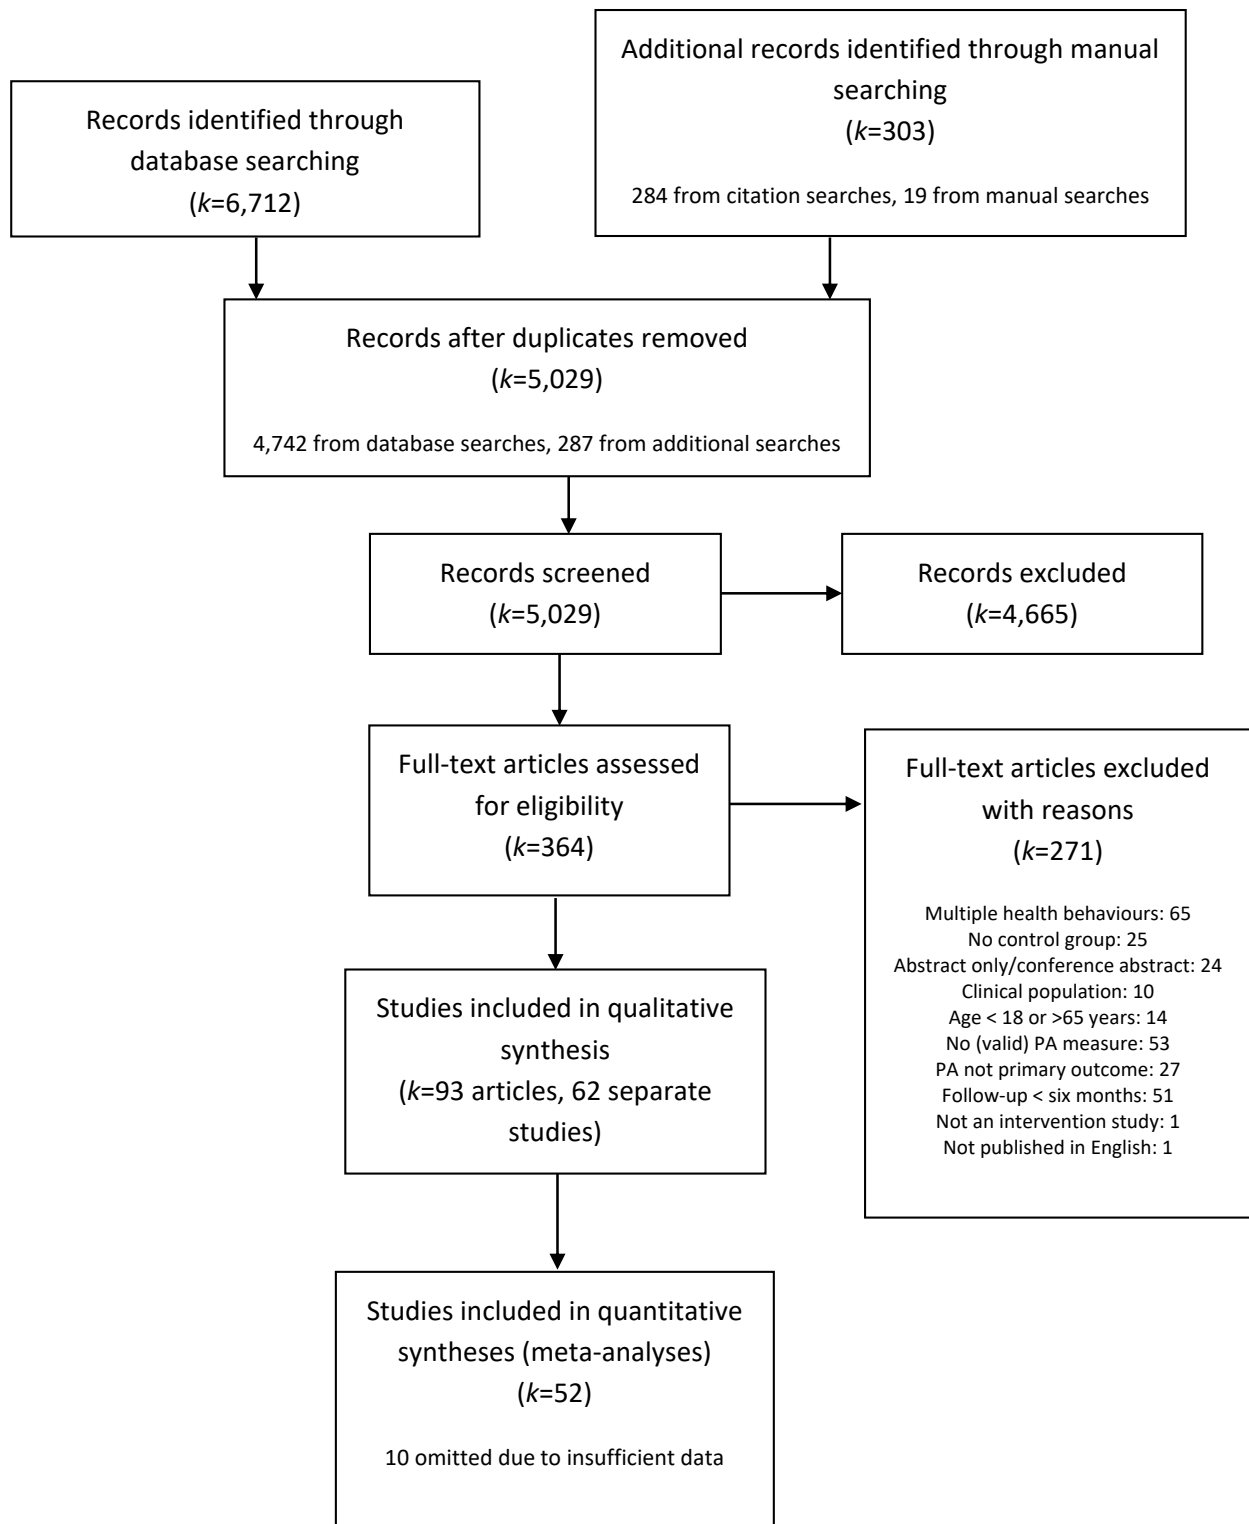 Records identified through
database searching
(k=6,712)
Additional records identified through manual
searching
(k=303)
284 from citation searches, 19 from manual searches
Records after duplicates removed
(k=5,029)
4,742 from database searches, 287 from additional searches
Records screened
(k=5,029)
Records excluded
(k=4,665)
Full-text articles assessed
for eligibility
(k=364)
Full-text articles excluded
with reasons
(k=271)
Multiple health behaviours: 65
No control group: 25
Abstract only/conference abstract: 24
Clinical population: 10
Age < 18 or >65 years: 14
No (valid) PA measure: 53
PA not primary outcome: 27
Follow-up < six months: 51
Not an intervention study: 1
Not published in English: 1
Studies included in qualitative
synthesis
(k=93 articles, 62 separate
studies)
Studies included in quantitative
syntheses (meta-analyses)
(k=52)
10 omitted due to insufficient data